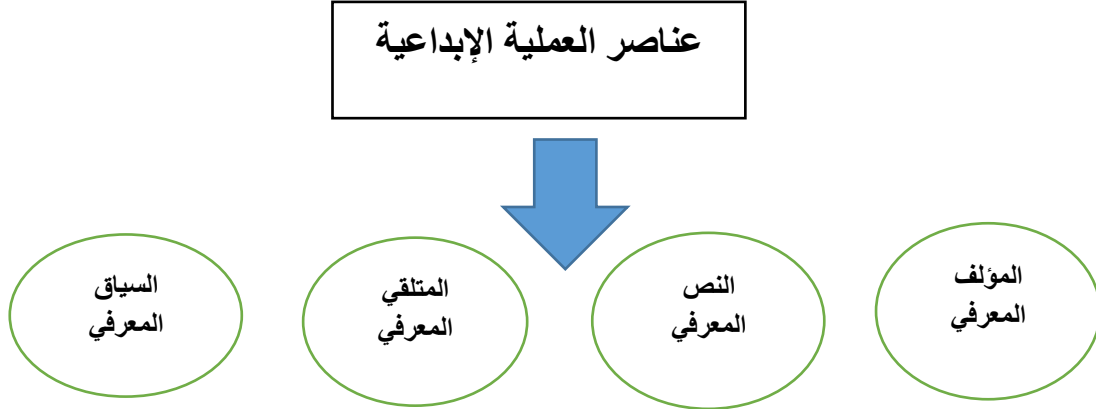 عناصر العملية الإبداعية
المؤلف
المعرفي
النص
المعرفي
المتلقي
المعرفي
السياق
المعرفي